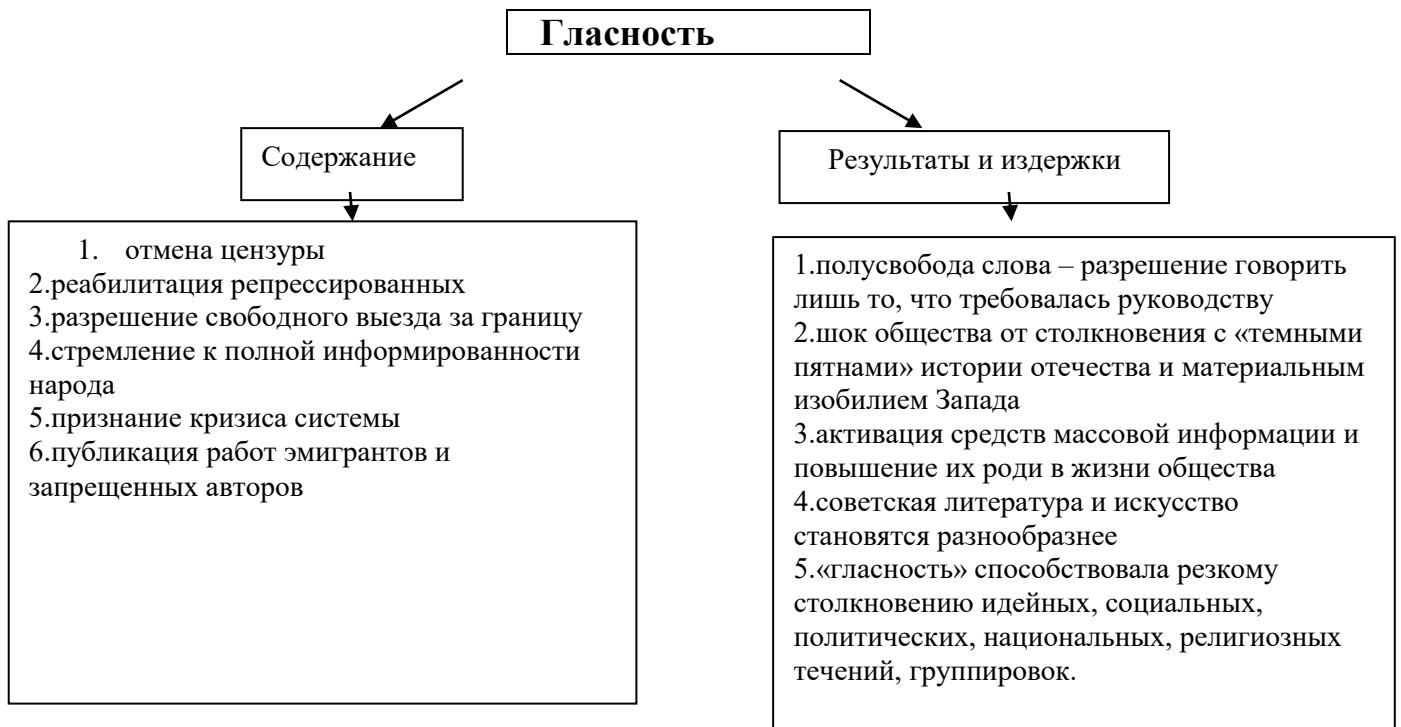 Гласность
Содержание
Результаты и издержки
1. отмена цензуры
2.реабилитация репрессированных
3.разрешение свободного выезда за границу
4.стремление к полной информированности
народа
5.признание кризиса системы
6.публикация работ эмигрантов и
запрещенных авторов
1.полусвобода слова – разрешение говорить
лишь то, что требовалась руководству
2.шок общества от столкновения с «темными
пятнами» истории отечества и материальным
изобилием Запада
3.активация средств массовой информации и
повышение их роди в жизни общества
4.советская литература и искусство
становятся разнообразнее
5.«гласность» способствовала резкому
столкновению идейных, социальных,
политических, национальных, религиозных
течений, группировок.